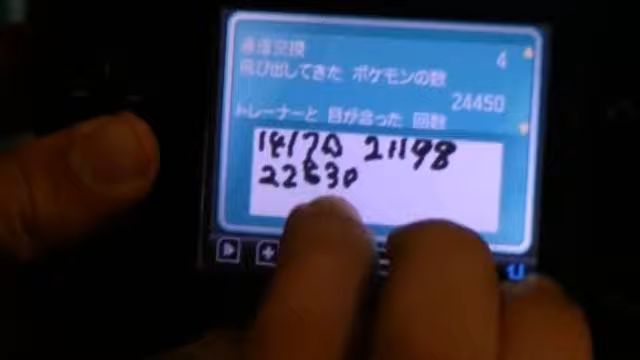 通信交換 4
飛び出してきた ポケモンの数
24450
トレーナーと 目が合った 回数
21198
22630